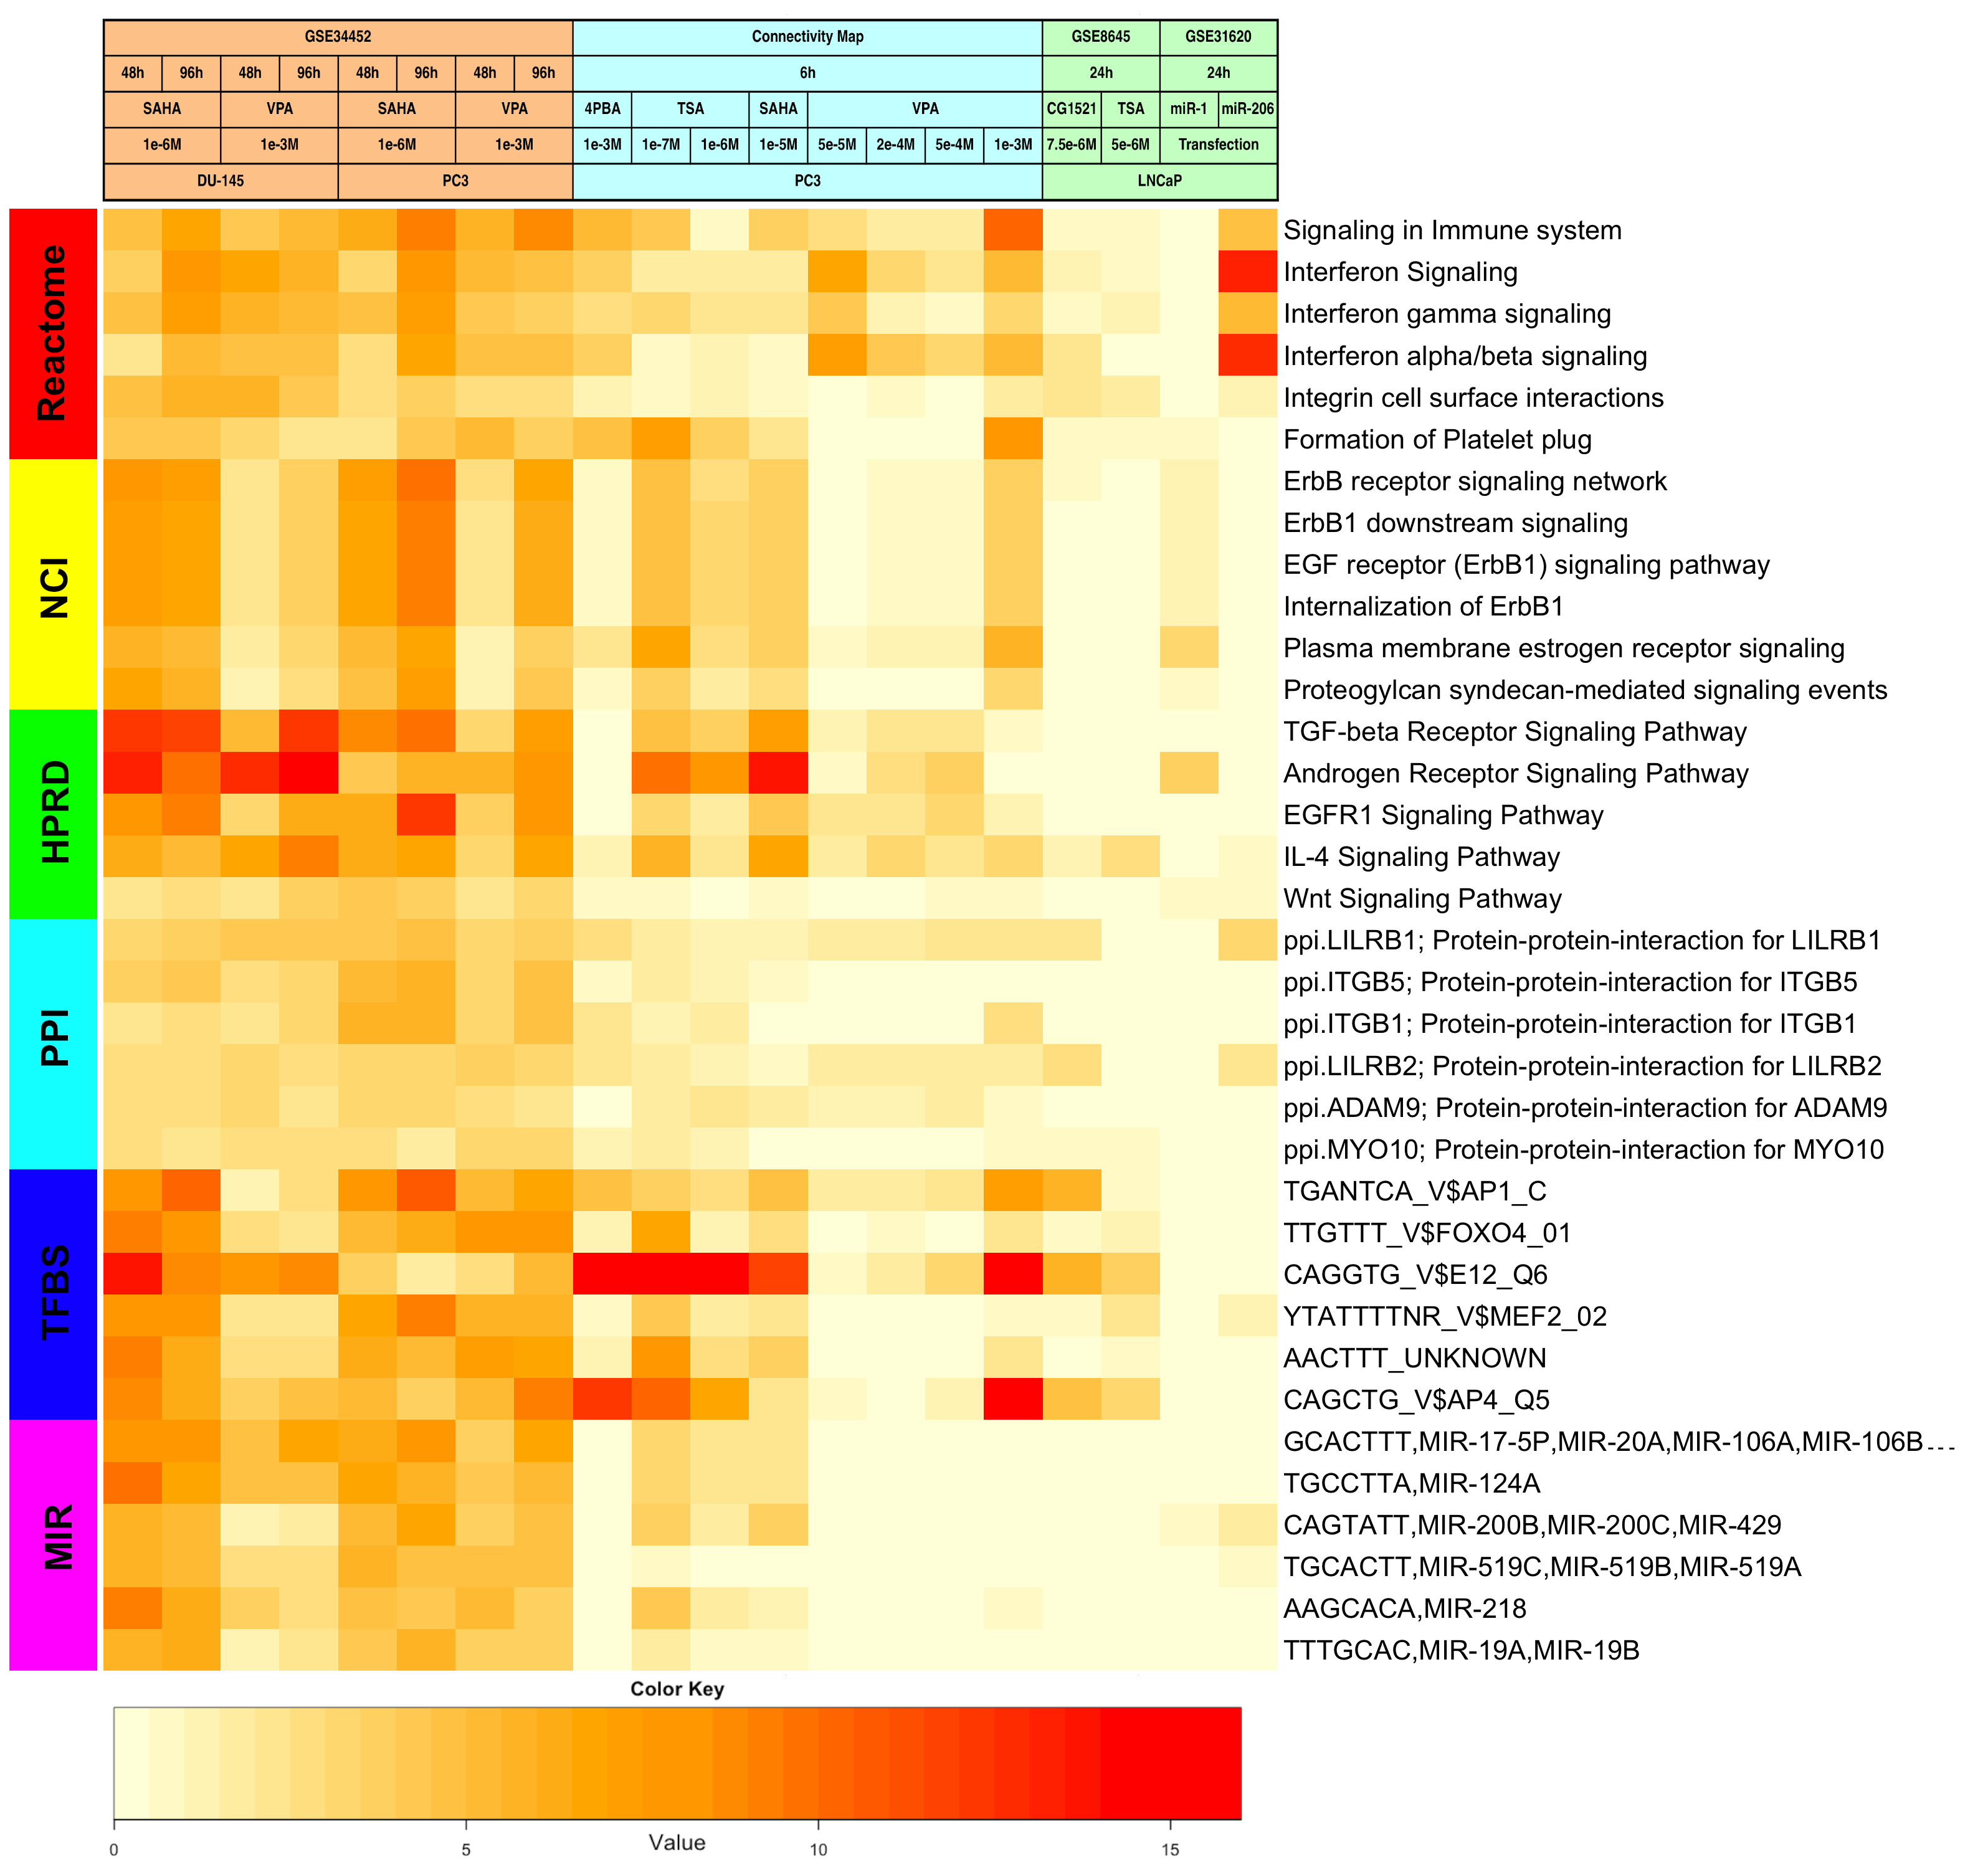 GSE34452 Connectivity Map GSE8645 GSE31620
48h 96h 48h 96h 48h 96h 48h 96h 6h 24h 24h
SAHA VPA SAHA VPA 4PBA TSA SAHA VPA CG1521 TSA miR-1 miR-206
1e-6M 1e-3M 1e-6M 1e-3M 1e-3M 1e-7M 1e-6M 1e-5M 5e-5M 2e-4M 5e-4M 1e-3M 7.5e-6M 5e-6M Transfection
DU-145 PC3 PC3 LNCaP
Reactome
Signaling in Immune system
Interferon Signaling
Interferon gamma signaling
Interferon alpha/beta signaling
Integrin cell surface interactions
Formation of Platelet plug
NCI
ErbB receptor signaling network
ErbB1 downstream signaling
EGF receptor (ErbB1) signaling pathway
Internalization of ErbB1
Plasma membrane estrogen receptor signaling
Proteogylcan syndecan-mediated signaling events
HPRD
TGF-beta Receptor Signaling Pathway
Androgen Receptor Signaling Pathway
EGFR1 Signaling Pathway
IL-4 Signaling Pathway
Wnt Signaling Pathway
PPI
ppi.LILRB1; Protein-protein-interaction for LILRB1
ppi.ITGB5; Protein-protein-interaction for ITGB5
ppi.ITGB1; Protein-protein-interaction for ITGB1
ppi.LILRB2; Protein-protein-interaction for LILRB2
ppi.ADAM9; Protein-protein-interaction for ADAM9
ppi.MYO10; Protein-protein-interaction for MYO10
TFBS
TGANTCA_V$AP1_C
TTGTTT_V$FOXO4_01
CAGGTG_V$E12_Q6
YTATTTTNR_V$MEF2_02
AACTTT_UNKNOWN
CAGCTG_V$AP4_Q5
MIR
GCACTTT,MIR-17-5P,MIR-20A,MIR-106A,MIR-106B---
TGCCTTA,MIR-124A
CAGTATT,MIR-200B,MIR-200C,MIR-429
TGCACTT,MIR-519C,MIR-519B,MIR-519A
AAGCACA,MIR-218
TTTGCAC,MIR-19A,MIR-19B
Color Key
0 5 10 15
Value